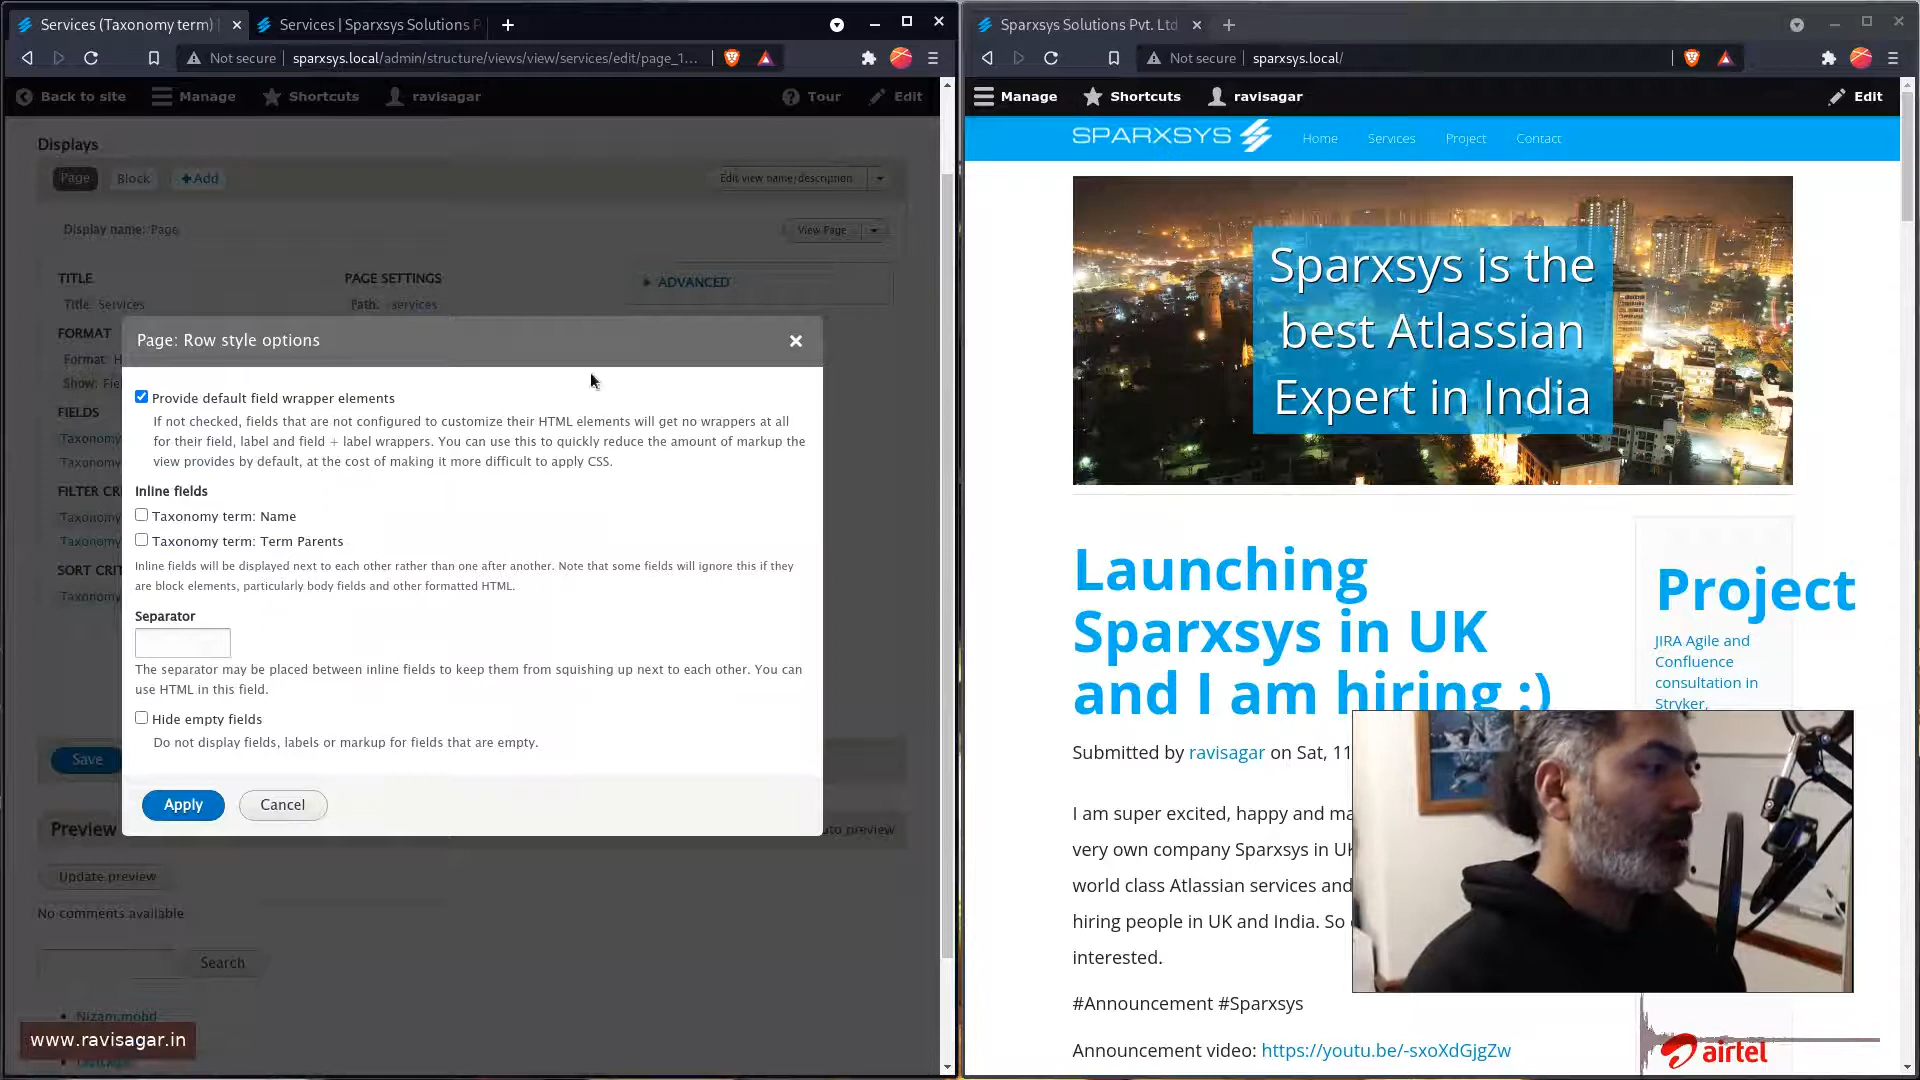 Services (Taxonomy term)
Services | Sparxsys Solutions P
Not secure
sparxsys.local/admin/structure/views/view/services/edit/page_1...
Back to site
Manage
Shortcuts
ravisagar
Tour
Edit
Displays
Page
Block
+Add
Edit view name/description
Display name: Page
View Page
TITLE
Title: Services
PAGE SETTINGS
Path: services
ADVANCED
FORMAT
Format: H
Show: Fie
FIELDS
Taxonomy
Taxonomy
FILTER CR
Taxonomy
Taxonomy
SORT CRIT
Taxonomy
Page: Row style options
Provide default field wrapper elements
If not checked, fields that are not configured to customize their HTML elements will get no wrappers at all
for their field, label and field + label wrappers. You can use this to quickly reduce the amount of markup the
view provides by default, at the cost of making it more difficult to apply CSS.
Inline fields
Taxonomy term: Name
Taxonomy term: Term Parents
Inline fields will be displayed next to each other rather than one after another. Note that some fields will ignore this if they
are block elements, particularly body fields and other formatted HTML.
Separator
The separator may be placed between inline fields to keep them from squishing up next to each other. You can
use HTML in this field.
Hide empty fields
Do not display fields, labels or markup for fields that are empty.
Apply
Cancel
Save
Preview
uto preview
Update preview
No comments available
Search
Nizam.mohd
www.ravisagar.in
Sparxsys Solutions Pvt. Ltd
Not secure
sparxsys.local/
Manage
Shortcuts
ravisagar
Edit
SPARXSYS
Home
Services
Project
Contact
Sparxsys is the
best Atlassian
Expert in India
Launching
Sparxsys in UK
and I am hiring :)
Submitted by ravisagar on Sat, 11
I am super excited, happy and ma
very own company Sparxsys in UK
world class Atlassian services and
hiring people in UK and India. So
interested.
#Announcement #Sparxsys
Announcement video: https://youtu.be/-sxoXdGjgZw
Project
JIRA Agile and
Confluence
consultation in
Stryker,
airtel